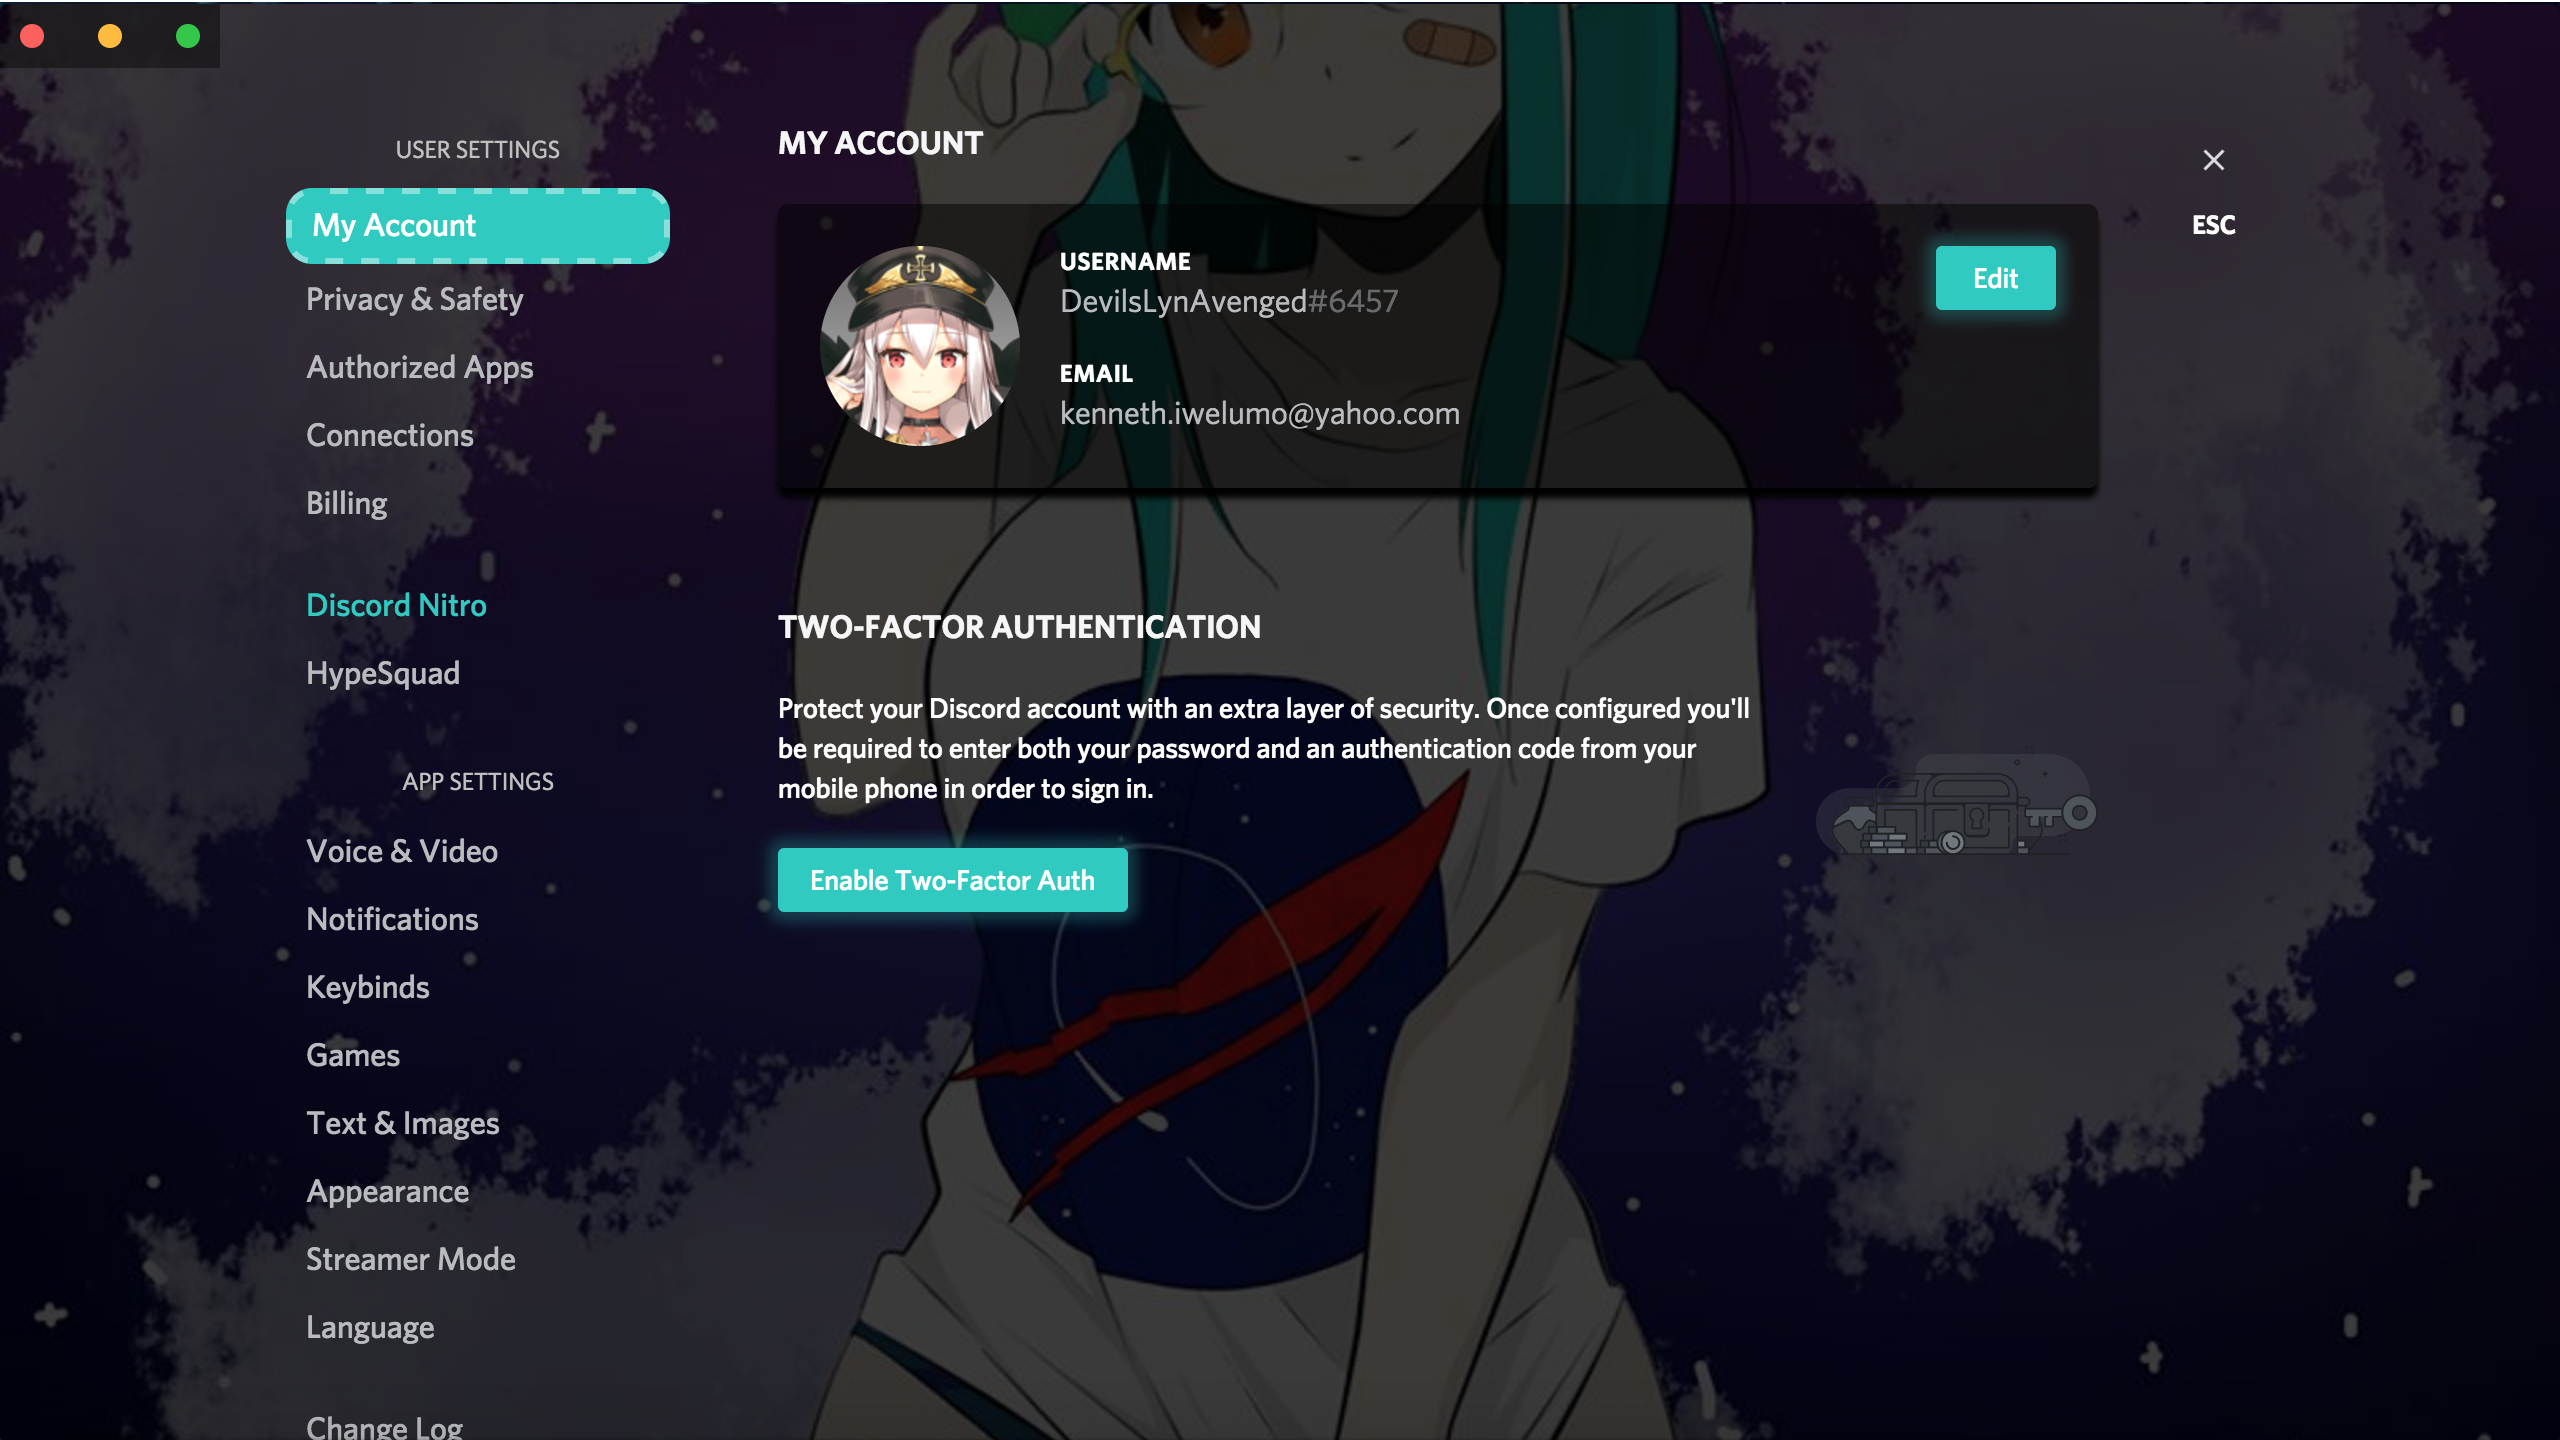 USER SETTINGS
My Account
Privacy & Safety
Authorized Apps
Connections
Billing
Discord Nitro
HypeSquad
APP SETTINGS
Voice & Video
Notifications
Keybinds
Games
Text & Images
Appearance
Streamer Mode
Language
Change Log
MY ACCOUNT
USERNAME
DevilsLynAvenged#6457
Edit
EMAIL
kenneth.iwelumo@yahoo.com
TWO-FACTOR AUTHENTICATION
Protect your Discord account with an extra layer of security. Once configured you'll
be required to enter both your password and an authentication code from your
mobile phone in order to sign in.
Enable Two-Factor Auth
ESC